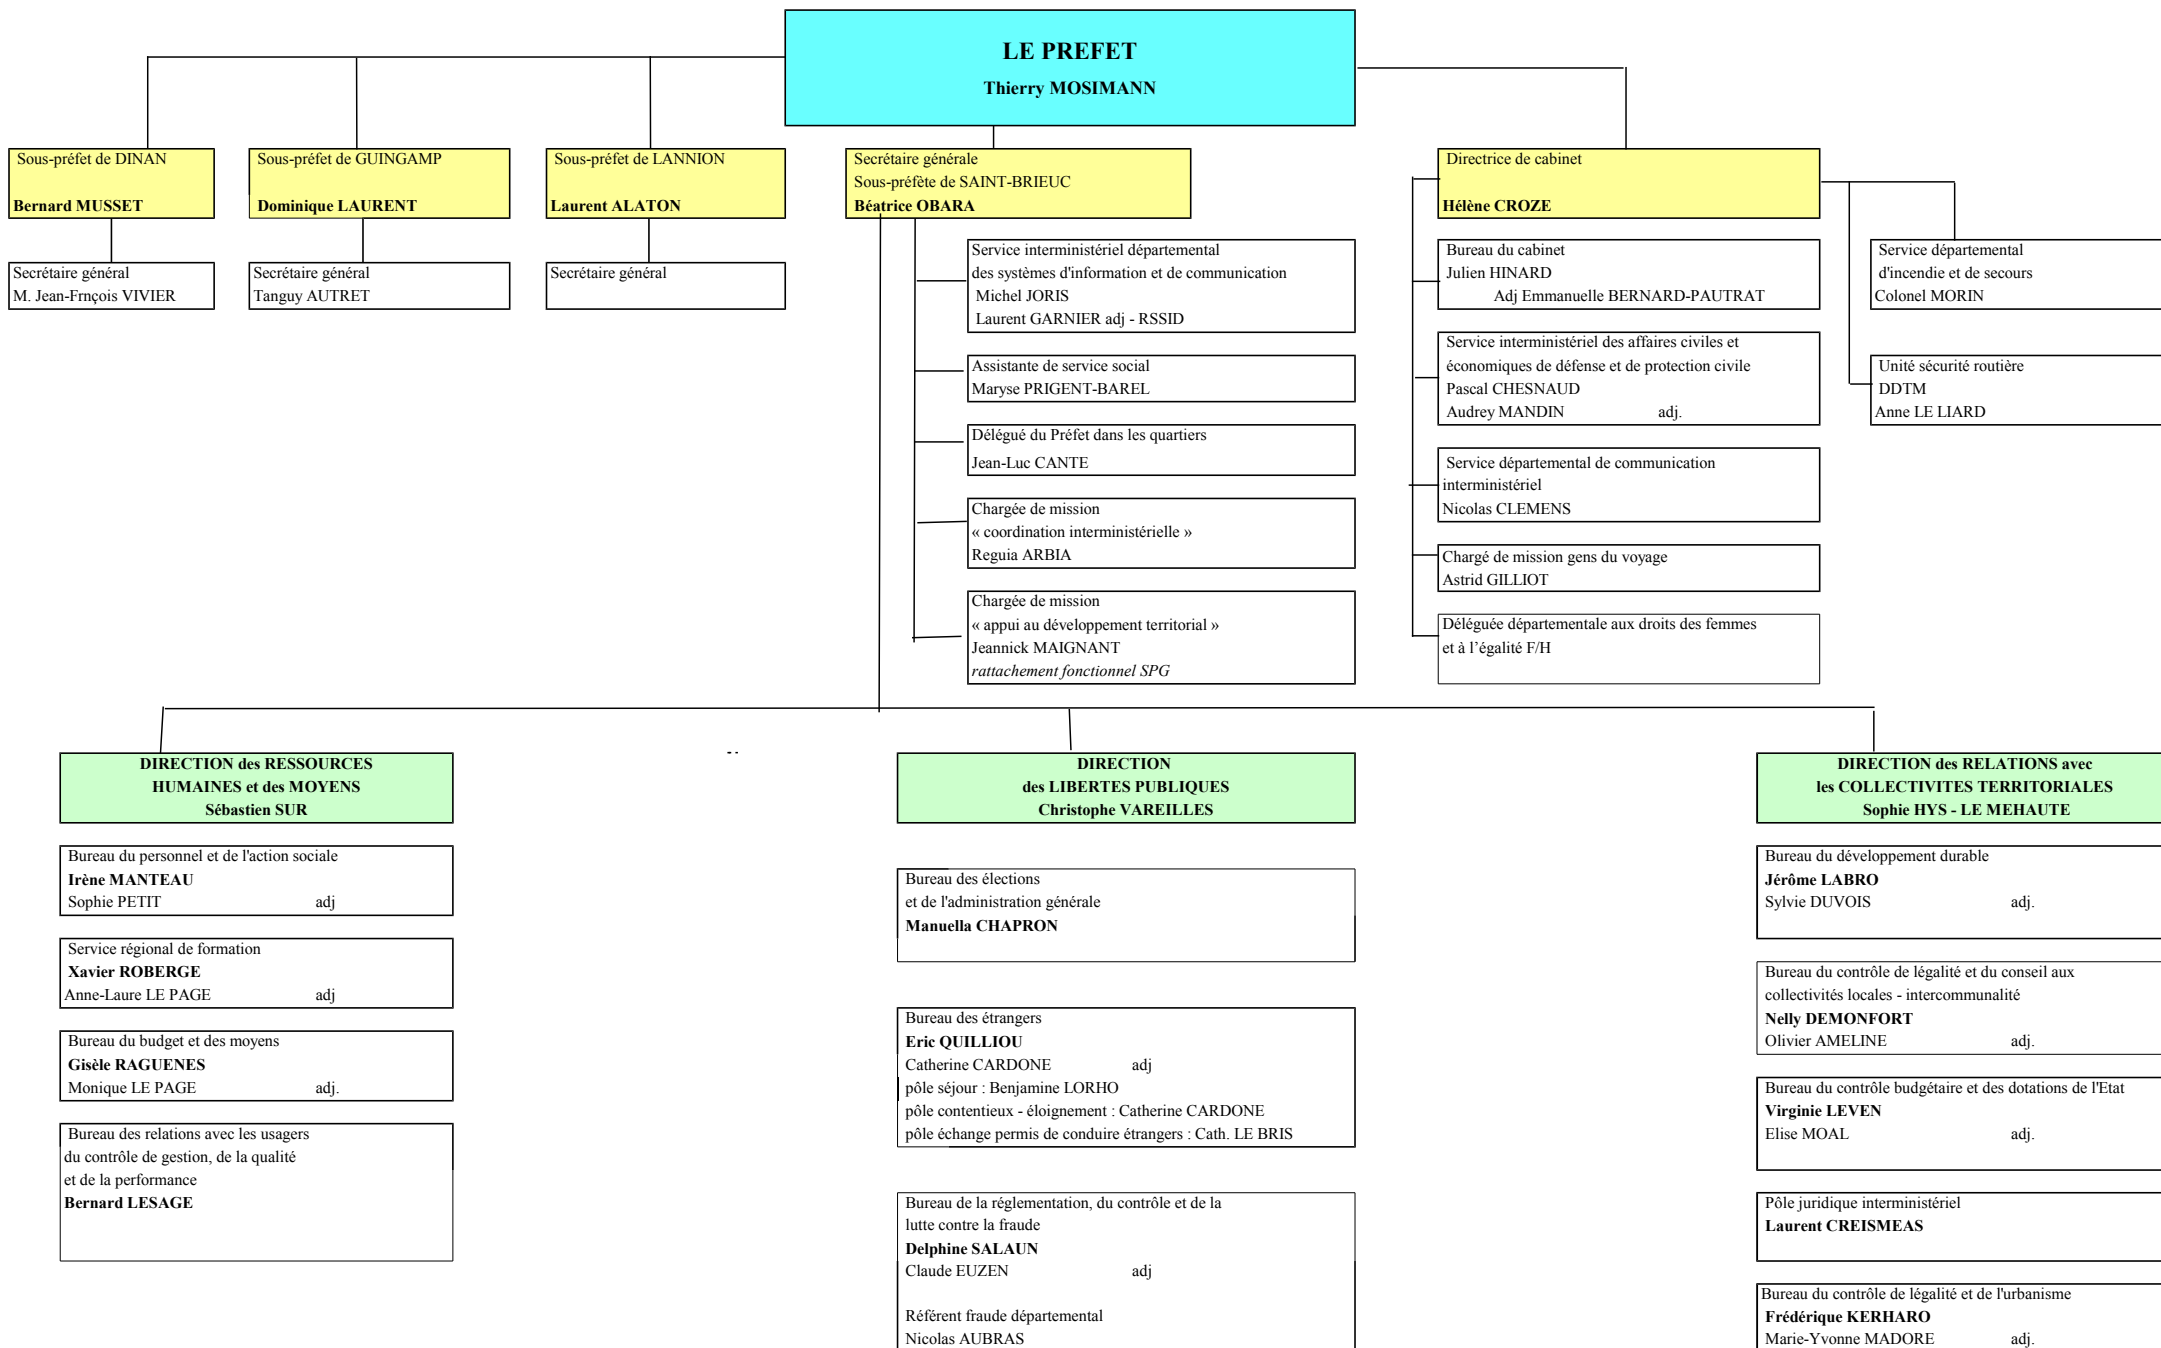 LE PREFET
Thierry MOSIMANN
Sous-préfet de DINAN
Bernard MUSSET
Sous-préfet de GUINGAMP
Dominique LAURENT
Sous-préfet de LANNION
Laurent ALATON
Secrétaire générale
Sous-préfète de SAINT-BRIEUC
Béatrice OBARA
Directrice de cabinet
Hélène CROZE
Secrétaire général
M. Jean-Frnçois VIVIER
Secrétaire général
Tanguy AUTRET
Secrétaire général
Service interministériel départemental
des systèmes d'information et de communication
Michel JORIS
Laurent GARNIER adj - RSSID
Assistante de service social
Maryse PRIGENT-BAREL
Délégué du Préfet dans les quartiers
Jean-Luc CANTE
Chargée de mission
« coordination interministérielle »
Reguia ARBIA
Chargée de mission
« appui au développement territorial »
Jeannick MAIGNANT
rattachement fonctionnel SPG
Bureau du cabinet
Julien HINARD
Adj Emmanuelle BERNARD-PAUTRAT
Service interministériel des affaires civiles et
économiques de défense et de protection civile
Pascal CHESNAUD
Audrey MANDIN adj.
Service départemental de communication
interministériel
Nicolas CLEMENS
Chargé de mission gens du voyage
Astrid GILLIOT
Déléguée départementale aux droits des femmes
et à l’égalité F/H
Service départemental
d'incendie et de secours
Colonel MORIN
Unité sécurité routière
DDTM
Anne LE LIARD
DIRECTION des RESSOURCES
HUMAINES et des MOYENS
Sébastien SUR
Bureau du personnel et de l'action sociale
Irène MANTEAU
Sophie PETIT adj
Service régional de formation
Xavier ROBERGE
Anne-Laure LE PAGE adj
Bureau du budget et des moyens
Gisèle RAGUENES
Monique LE PAGE adj.
Bureau des relations avec les usagers
du contrôle de gestion, de la qualité
et de la performance
Bernard LESAGE
DIRECTION
des LIBERTES PUBLIQUES
Christophe VAREILLES
Bureau des élections
et de l'administration générale
Manuella CHAPRON
Bureau des étrangers
Eric QUILLIOU
Catherine CARDONE adj
pôle séjour : Benjamine LORHO
pôle contentieux - éloignement : Catherine CARDONE
pôle échange permis de conduire étrangers : Cath. LE BRIS
Bureau de la réglementation, du contrôle et de la
lutte contre la fraude
Delphine SALAUN
Claude EUZEN adj
Référent fraude départemental
Nicolas AUBRAS
DIRECTION des RELATIONS avec
les COLLECTIVITES TERRITORIALES
Sophie HYS - LE MEHAUTE
Bureau du développement durable
Jérôme LABRO
Sylvie DUVOIS adj.
Bureau du contrôle de légalité et du conseil aux
collectivités locales - intercommunalité
Nelly DEMONFORT
Olivier AMELINE adj.
Bureau du contrôle budgétaire et des dotations de l'Etat
Virginie LEVEN
Elise MOAL adj.
Pôle juridique interministériel
Laurent CREISMEAS
Bureau du contrôle de légalité et de l'urbanisme
Frédérique KERHARO
Marie-Yvonne MADORE adj.